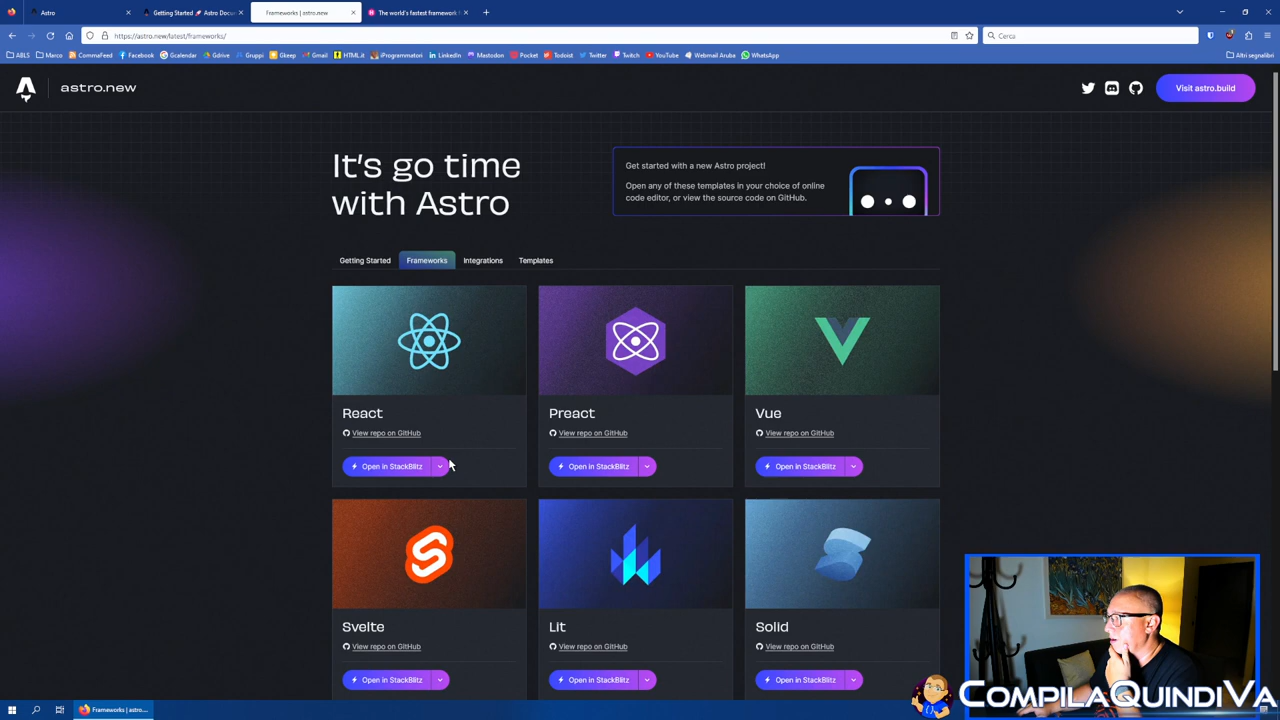 Astro
Getting Started 🚀 Astro Docu
Frameworks | astro.new
The world's fastest framework f
https://astro.new/latest/frameworks/
Cerca
ABLS
Marco
CommaFeed
Facebook
Gcalendar
Gdrive
Gruppi
Gkeep
Gmail
HTML.it
iProgrammatori
LinkedIn
Mastodon
Pocket
Todoist
Twitter
Twitch
YouTube
Webmail Aruba
WhatsApp
Altri segnalibri
astro.new
Visit astro.build
It's go time
with Astro
Get started with a new Astro project!
Open any of these templates in your choice of online
code editor, or view the source code on GitHub.
Getting Started
Frameworks
Integrations
Templates
React
View repo on GitHub
Open in StackBlitz
Preact
View repo on GitHub
Open in StackBlitz
Vue
View repo on GitHub
Open in StackBlitz
Svelte
View repo on GitHub
Open in StackBlitz
Lit
View repo on GitHub
Open in StackBlitz
Solid
View repo on GitHub
Open in StackBlitz
CompilaQuindiVa
Frameworks | astro....